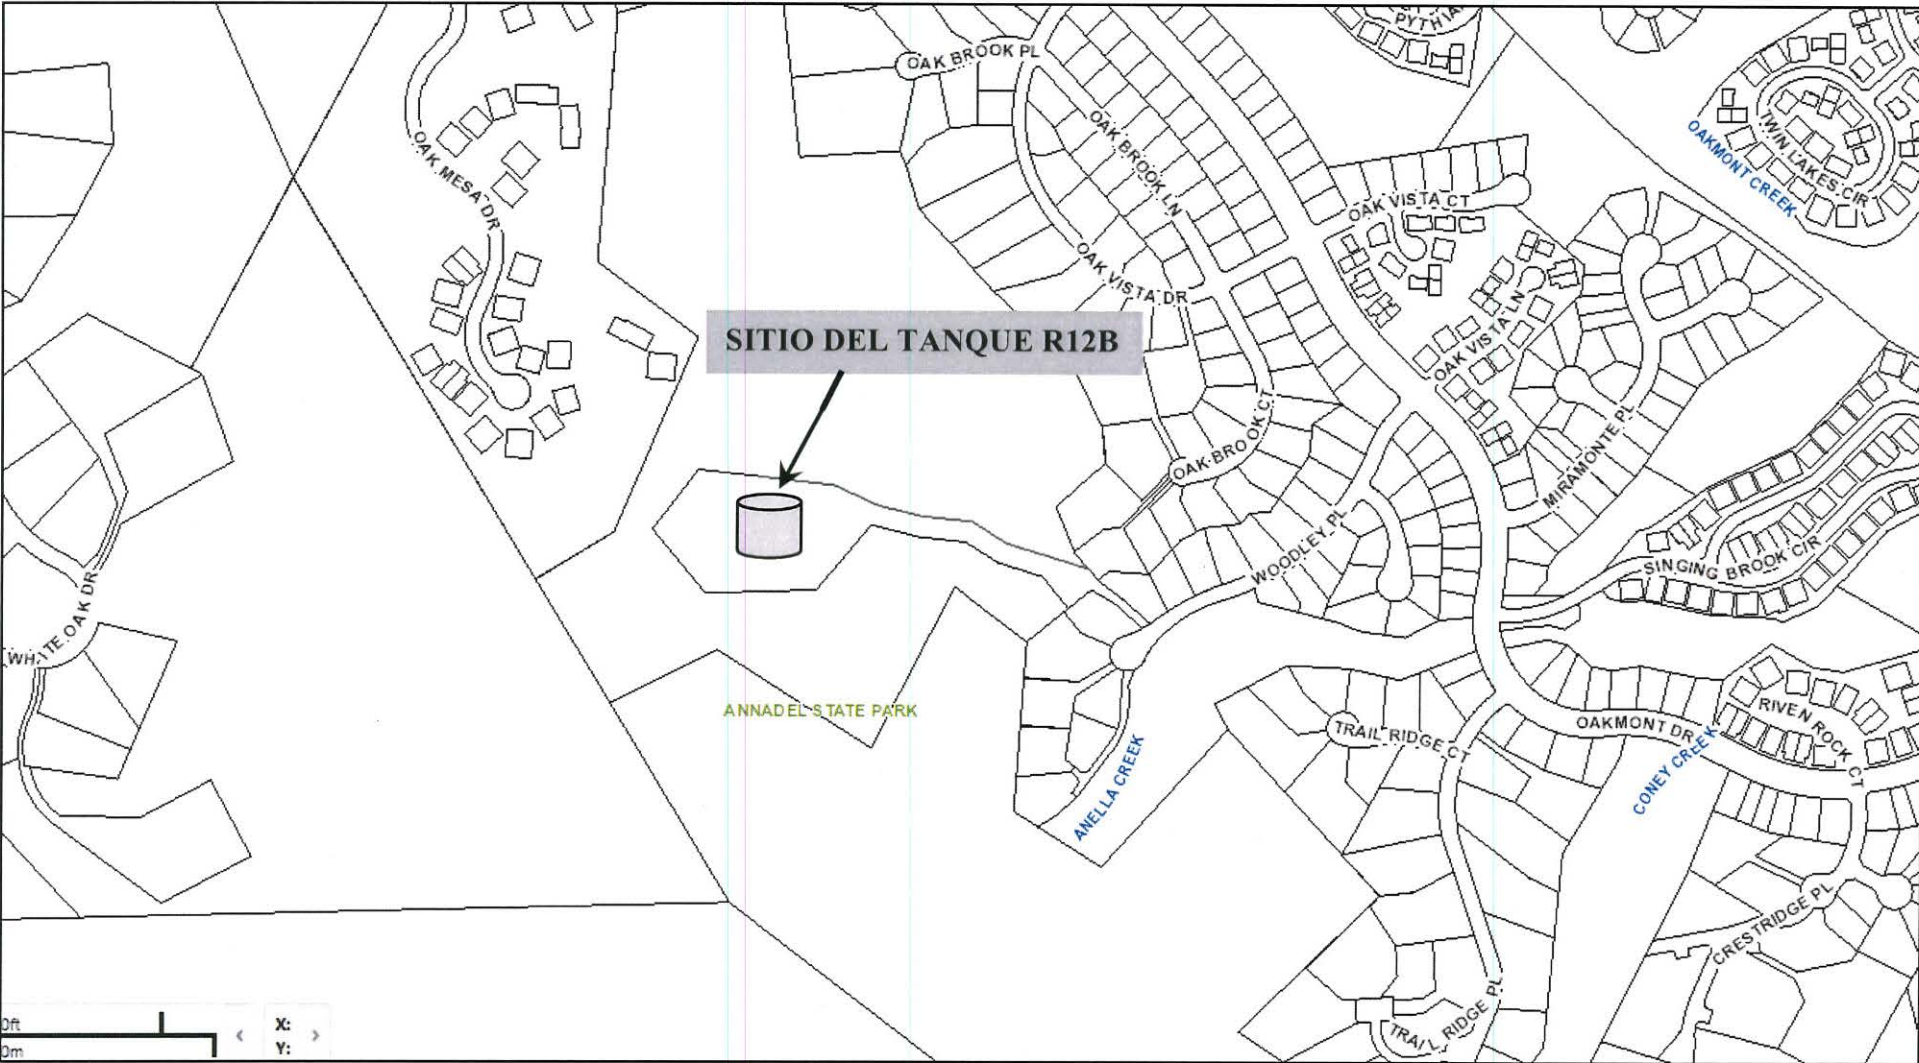 PYTHIA
OAK BROOK PL
OAK MESA DR
OAK BROOK LN
TWIN LAKES CIR
OAKMONT CREEK
OAK VISTA CT
OAK VISTA DR
OAK VISTA LN
SITIO DEL TANQUE R12B
OAK BROOK CT
MIRAMONTE PL
WOODLEY PL
SINGING BROOK CIR
WHITE OAK DR
ANNADEL STATE PARK
TRAIL RIDGE CT
OAKMONT DR
RIVEN ROCK CT
ANELLA CREEK
CONEY CREEK
CRESTRIDGE PL
TRAIL RIDGE PL
0ft
0m
< X: >
Y: